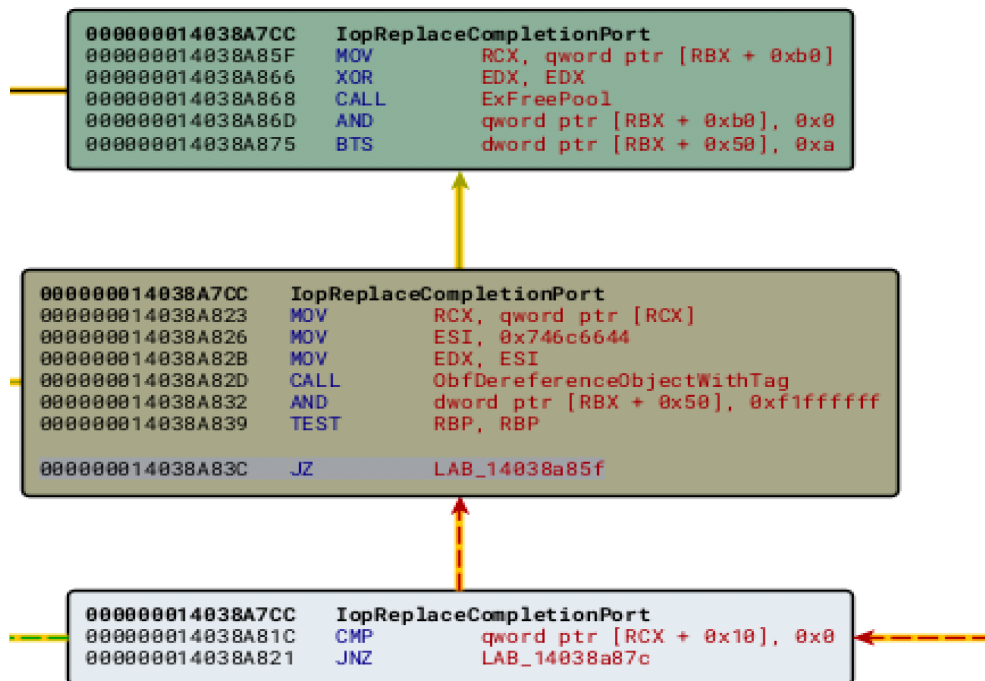 000000014038A7CC IopReplaceCompletionPort
000000014038A85F MOV RCX, qword ptr [RBX + 0xb0]
000000014038A866 XOR EDX, EDX
000000014038A868 CALL ExFreePool
000000014038A86D AND qword ptr [RBX + 0xb0], 0x0
000000014038A875 BTS dword ptr [RBX + 0x50], 0xa
000000014038A7CC IopReplaceCompletionPort
000000014038A823 MOV RCX, qword ptr [RCX]
000000014038A826 MOV ESI, 0x746c6644
000000014038A82B MOV EDX, ESI
000000014038A82D CALL ObfDereferenceObjectWithTag
000000014038A832 AND dword ptr [RBX + 0x50], 0xf1ffffff
000000014038A839 TEST RBP, RBP
000000014038A83C JZ LAB_14038a85f
000000014038A7CC IopReplaceCompletionPort
000000014038A81C CMP qword ptr [RCX + 0x10], 0x0
000000014038A821 JNZ LAB_14038a87c